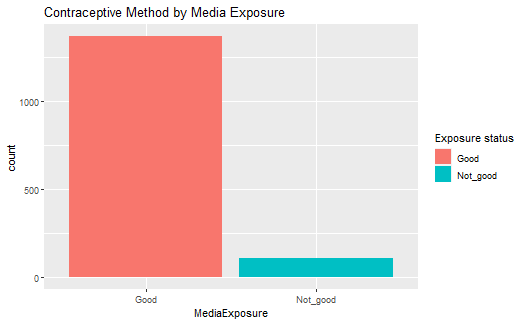 Contraceptive Method by Media Exposure
count
1000
500
0
Good
Not_good
MediaExposure
Exposure status
Good
Not_good